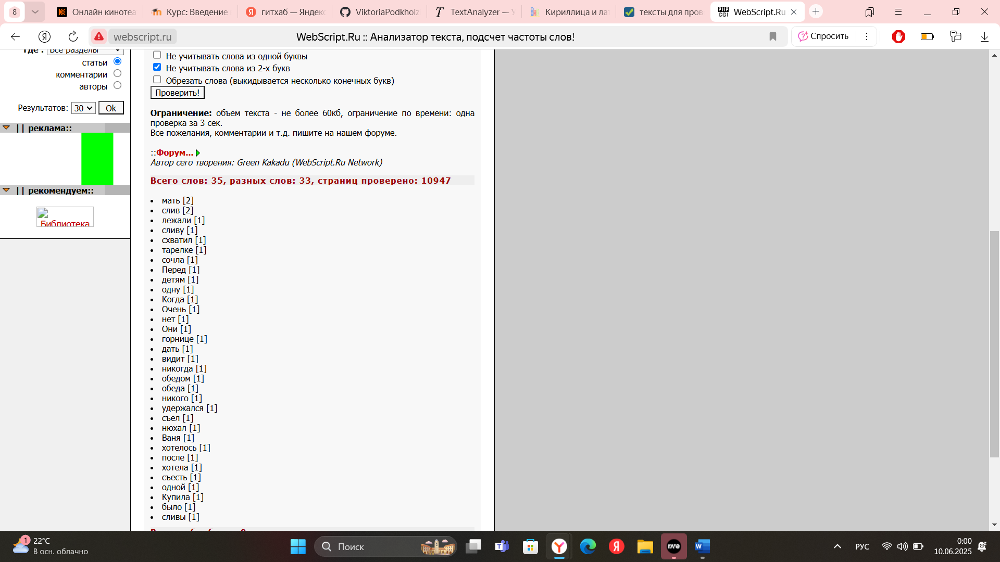 8
Онлайн кинотеа
Курс: Введение
гитхаб — Яндекс
ViktoriaPodkholz
TextAnalyzer — У
Кириллица и лат
тексты для пров
WebScript.Ru
webscript.ru
WebScript.Ru :: Анализатор текста, подсчет частоты слов!
Спросить
Где : Все разделы
статьи
комментарии
авторы
Результатов: 30 Ok
|| реклама::
|| рекомендуем::
Библиотека
Не учитывать слова из одной буквы
Не учитывать слова из 2-х букв
Обрезать слова (выкидывается несколько конечных букв)
Проверить!
Ограничение: объем текста - не более 60кб, ограничение по времени: одна
проверка за 3 сек.
Все пожелания, комментарии и т.д. пишите на нашем форуме.
::Форум...
Автор сего творения: Green Kakadu (WebScript.Ru Network)
Всего слов: 35, разных слов: 33, страниц проверено: 10947
мать [2]
слив [2]
лежали [1]
сливу [1]
схватил [1]
тарелке [1]
сочла [1]
Перед [1]
детям [1]
одну [1]
Когда [1]
Очень [1]
нет [1]
Они [1]
горнице [1]
дать [1]
видит [1]
никогда [1]
обедом [1]
обеда [1]
никого [1]
удержался [1]
съел [1]
нюхал [1]
Ваня [1]
хотелось [1]
после [1]
хотела [1]
съесть [1]
одной [1]
Купила [1]
было [1]
сливы [1]
1
22°C
В осн. облачно
Поиск
rave
РУС
0:00
10.06.2025